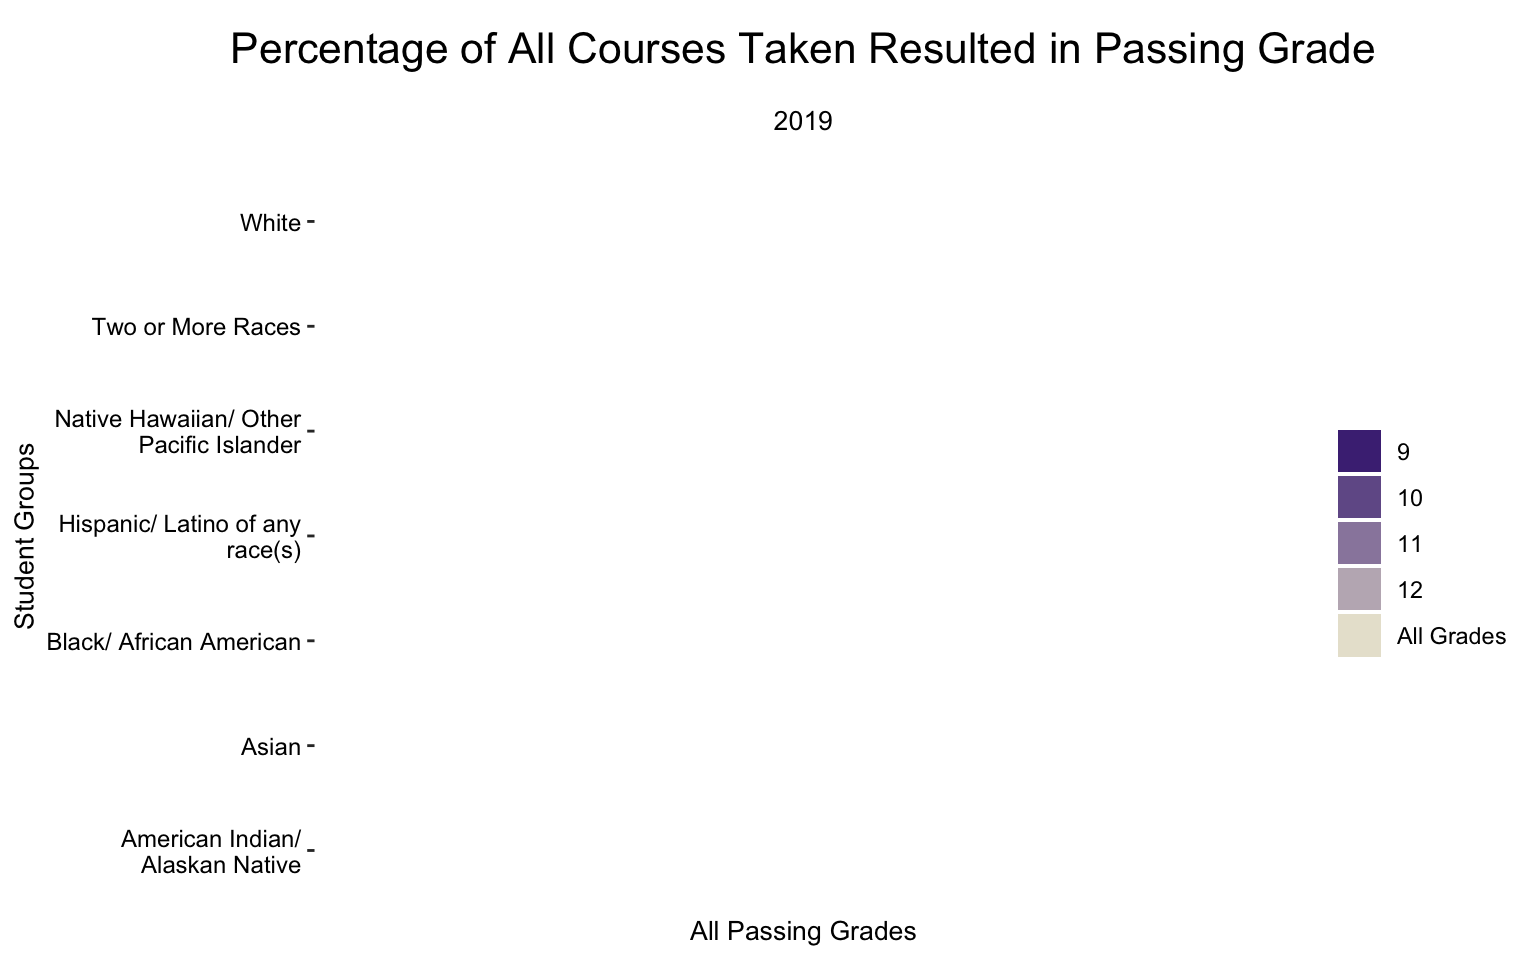 Percentage of All Courses Taken Resulted in Passing Grade
2019
White
Two or More Races
Native Hawaiian/ Other
Pacific Islander
Hispanic/ Latino of any
race(s)
Black/ African American
Asian
American Indian/
Alaskan Native
Student Groups
All Passing Grades
9
10
11
12
All Grades